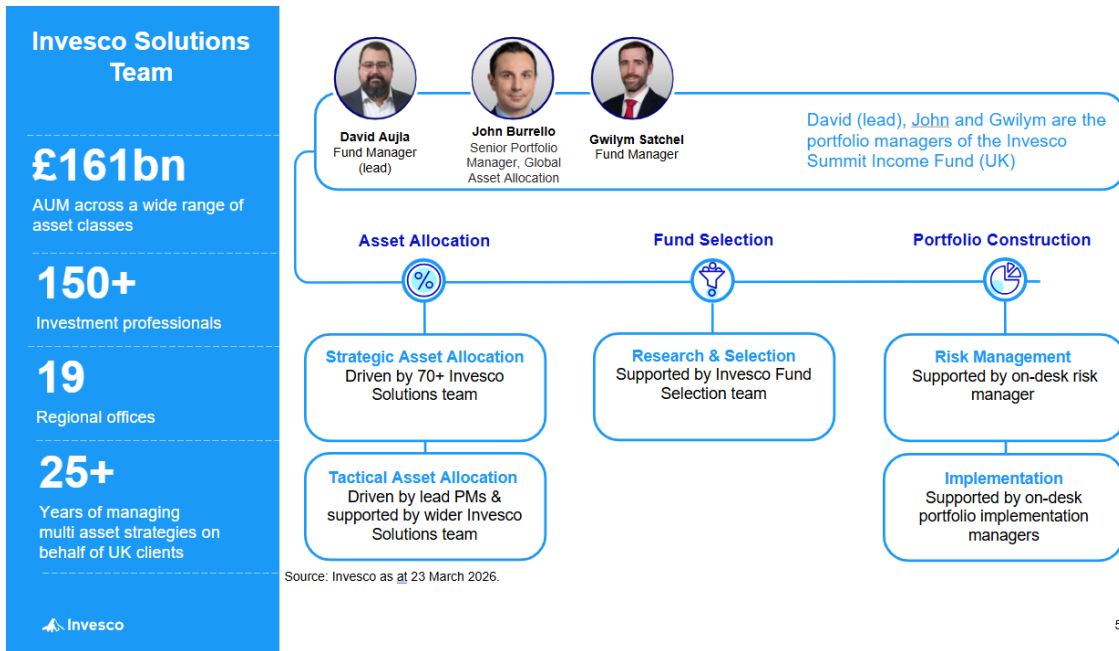 Invesco Solutions
Team
£161bn
AUM across a wide range of
asset classes
150+
Investment professionals
19
Regional offices
25+
Years of managing
multi asset strategies on
behalf of UK clients
Invesco
David Aujla
Fund Manager
(lead)
John Burrello
Senior Portfolio
Manager, Global
Asset Allocation
Gwilym Satchel
Fund Manager
David (lead), John and Gwilym are the
portfolio managers of the Invesco
Summit Income Fund (UK)
Asset Allocation
%
Strategic Asset Allocation
Driven by 70+ Invesco
Solutions team
Tactical Asset Allocation
Driven by lead PMs &
supported by wider Invesco
Solutions team
Fund Selection
Research & Selection
Supported by Invesco Fund
Selection team
Portfolio Construction
Risk Management
Supported by on-desk risk
manager
Implementation
Supported by on-desk
portfolio implementation
managers
Source: Invesco as at 23 March 2026.
5